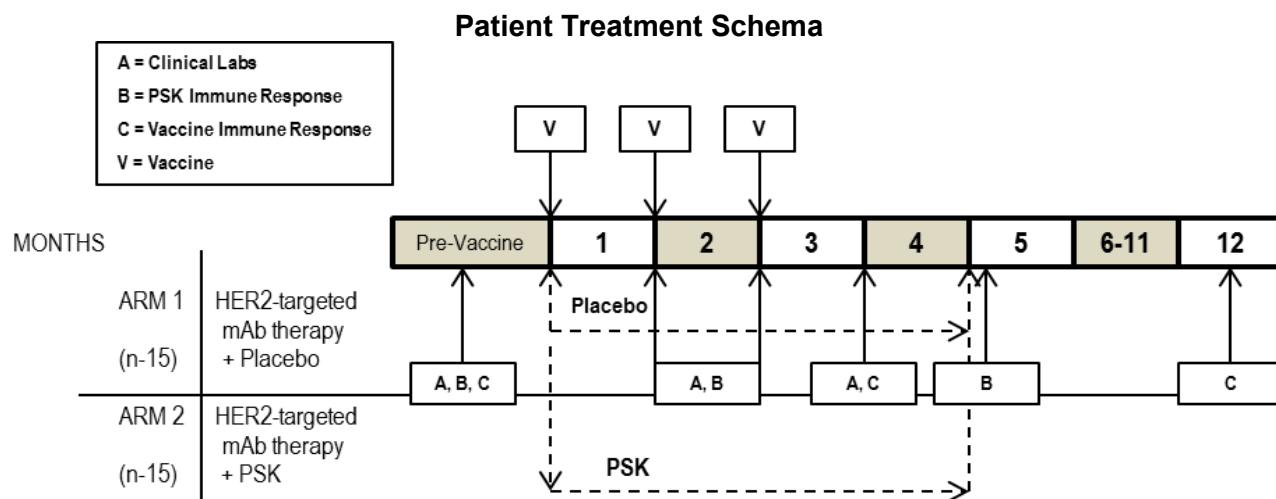 Patient Treatment Schema
A = Clinical Labs
B = PSK Immune Response
C = Vaccine Immune Response
V = Vaccine
V
V
V
MONTHS
Pre-Vaccine
1
2
3
4
5
6-11
12
ARM 1
(n-15)
HER2-targeted
mAb therapy
+ Placebo
Placebo
A, B, C
A, B
A, C
B
C
ARM 2
(n-15)
HER2-targeted
mAb therapy
+ PSK
PSK